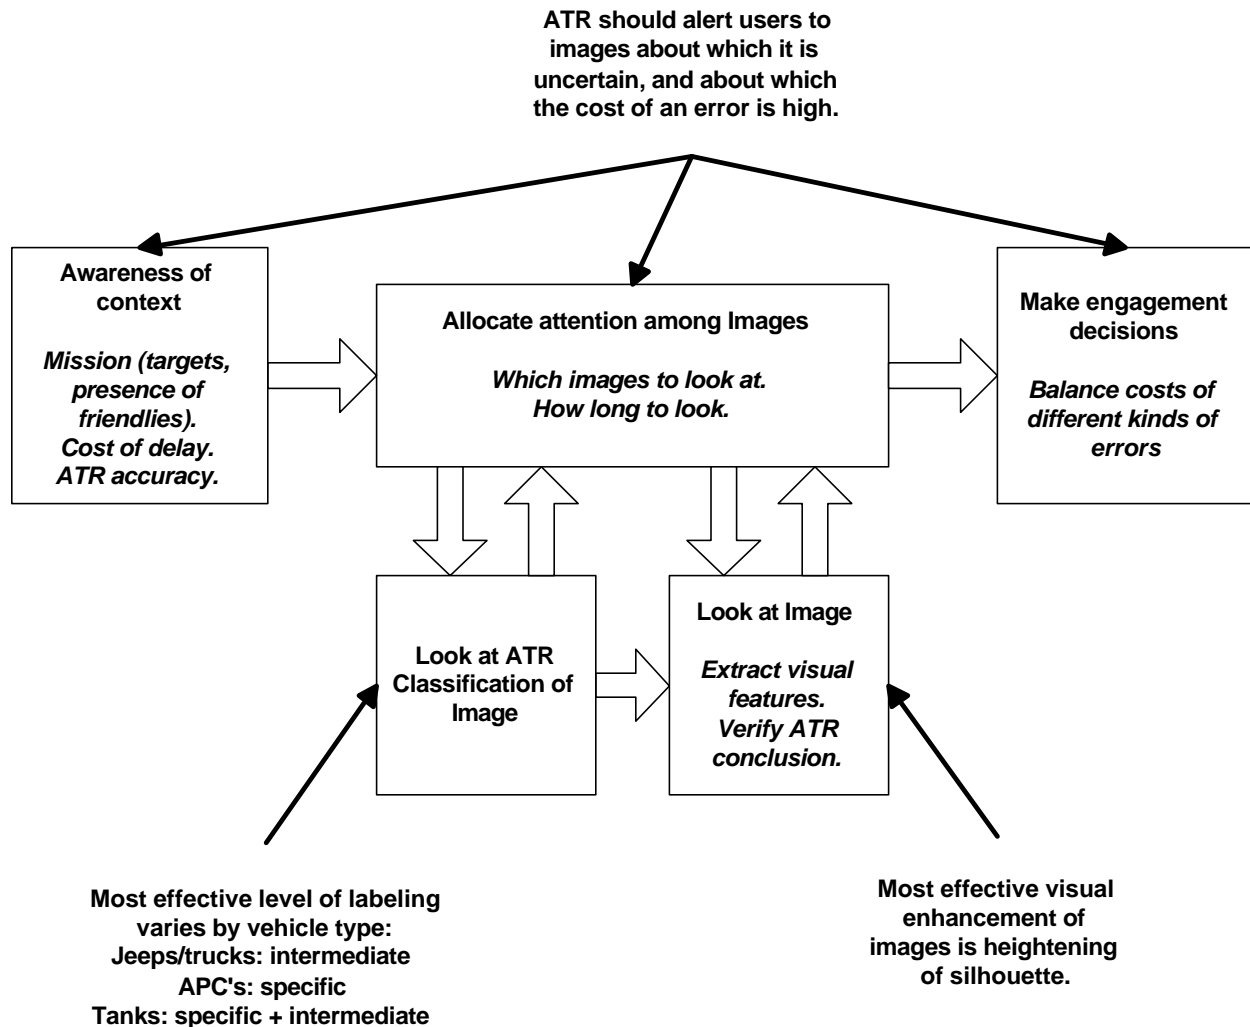 ATR should alert users to
images about which it is
uncertain, and about which
the cost of an error is high.
Awareness of
context
Mission (targets,
presence of
friendlies).
Cost of delay.
ATR accuracy.
Allocate attention among Images
Which images to look at.
How long to look.
Make engagement
decisions
Balance costs of
different kinds of
errors
Look at ATR
Classification of
Image
Look at Image
Extract visual
features.
Verify ATR
conclusion.
Most effective level of labeling
varies by vehicle type:
Jeeps/trucks: intermediate
APC's: specific
Tanks: specific + intermediate
Most effective visual
enhancement of
images is heightening
of silhouette.